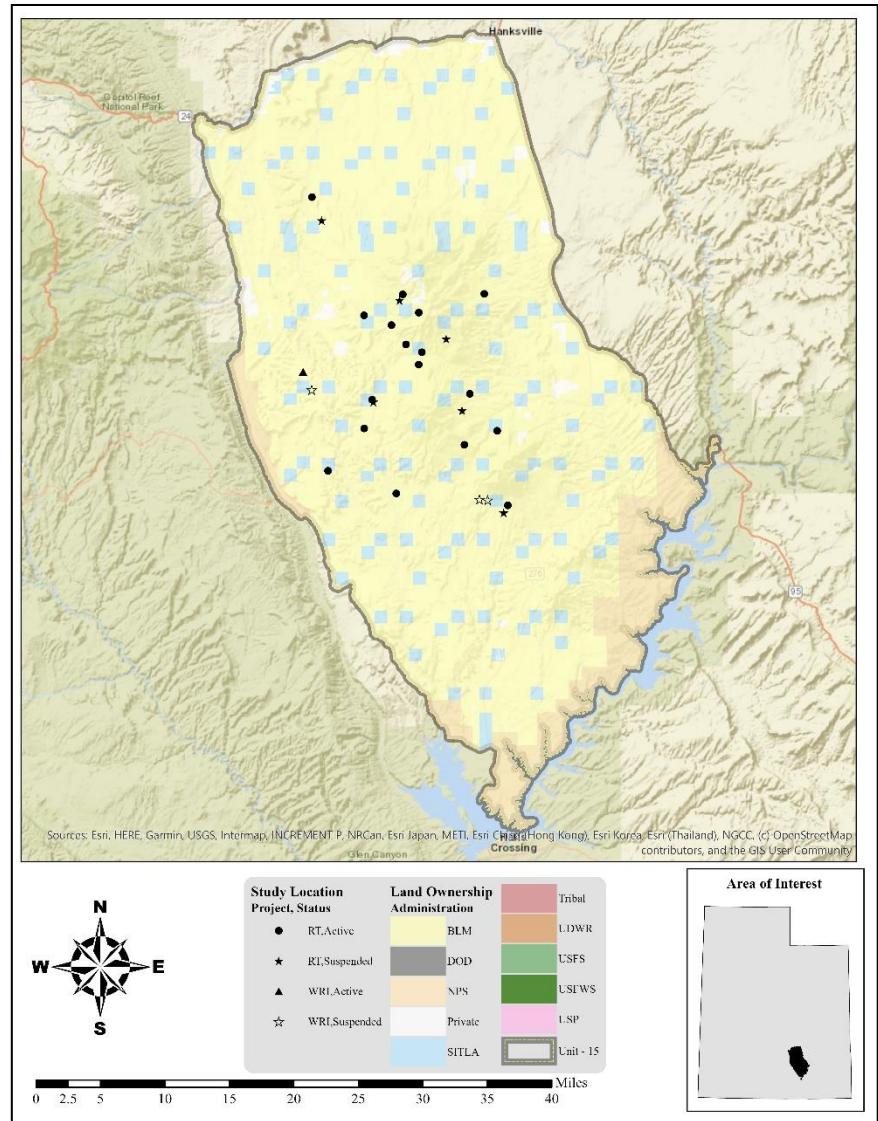 Hanksville
Capitol Reef
National Park
24
276
95
Sources: Esri, HERE, Garmin, USGS, Intermap, INCREMENT P, NRCan, Esri Japan, METI, Esri China (Hong Kong), Esri Korea, Esri (Thailand), NGCC, (c) OpenStreetMap
contributors, and the GIS User Community
Crossing
Glen Canyon
N
W E
S
Study Location
Project, Status
RT,Active
RT,Suspended
WRI,Active
WRI,Suspended
Land Ownership
Administration
BLM
DOD
NPS
Private
SITLA
Tribal
UDWR
USFS
USFWS
USP
Unit - 15
Miles
0 2.5 5 10 15 20 25 30 35 40
Area of Interest